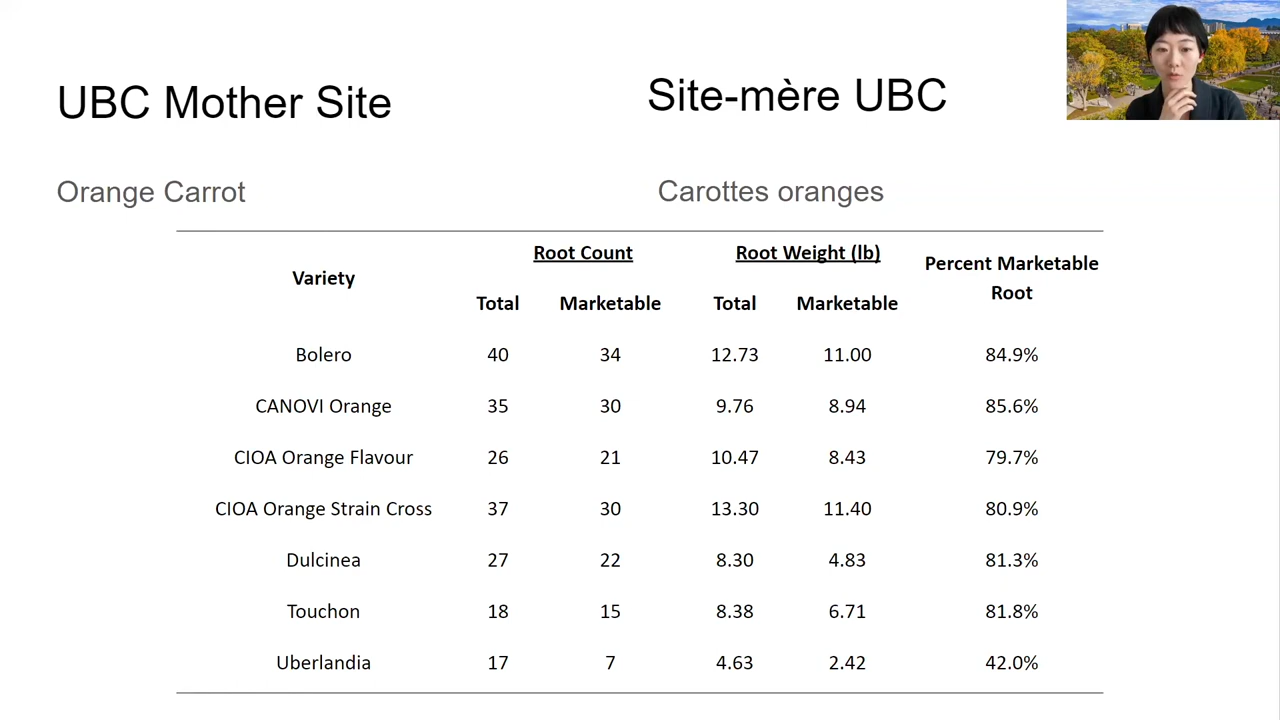 UBC Mother Site
Site-mère UBC
Orange Carrot
Carottes oranges
Variety
Root Count
Root Weight (lb)
Percent Marketable
Root
Total Marketable Total Marketable
Bolero 40 34 12.73 11.00 84.9%
CANOVI Orange 35 30 9.76 8.94 85.6%
CIOA Orange Flavour 26 21 10.47 8.43 79.7%
CIOA Orange Strain Cross 37 30 13.30 11.40 80.9%
Dulcinea 27 22 8.30 4.83 81.3%
Touchon 18 15 8.38 6.71 81.8%
Uberlandia 17 7 4.63 2.42 42.0%